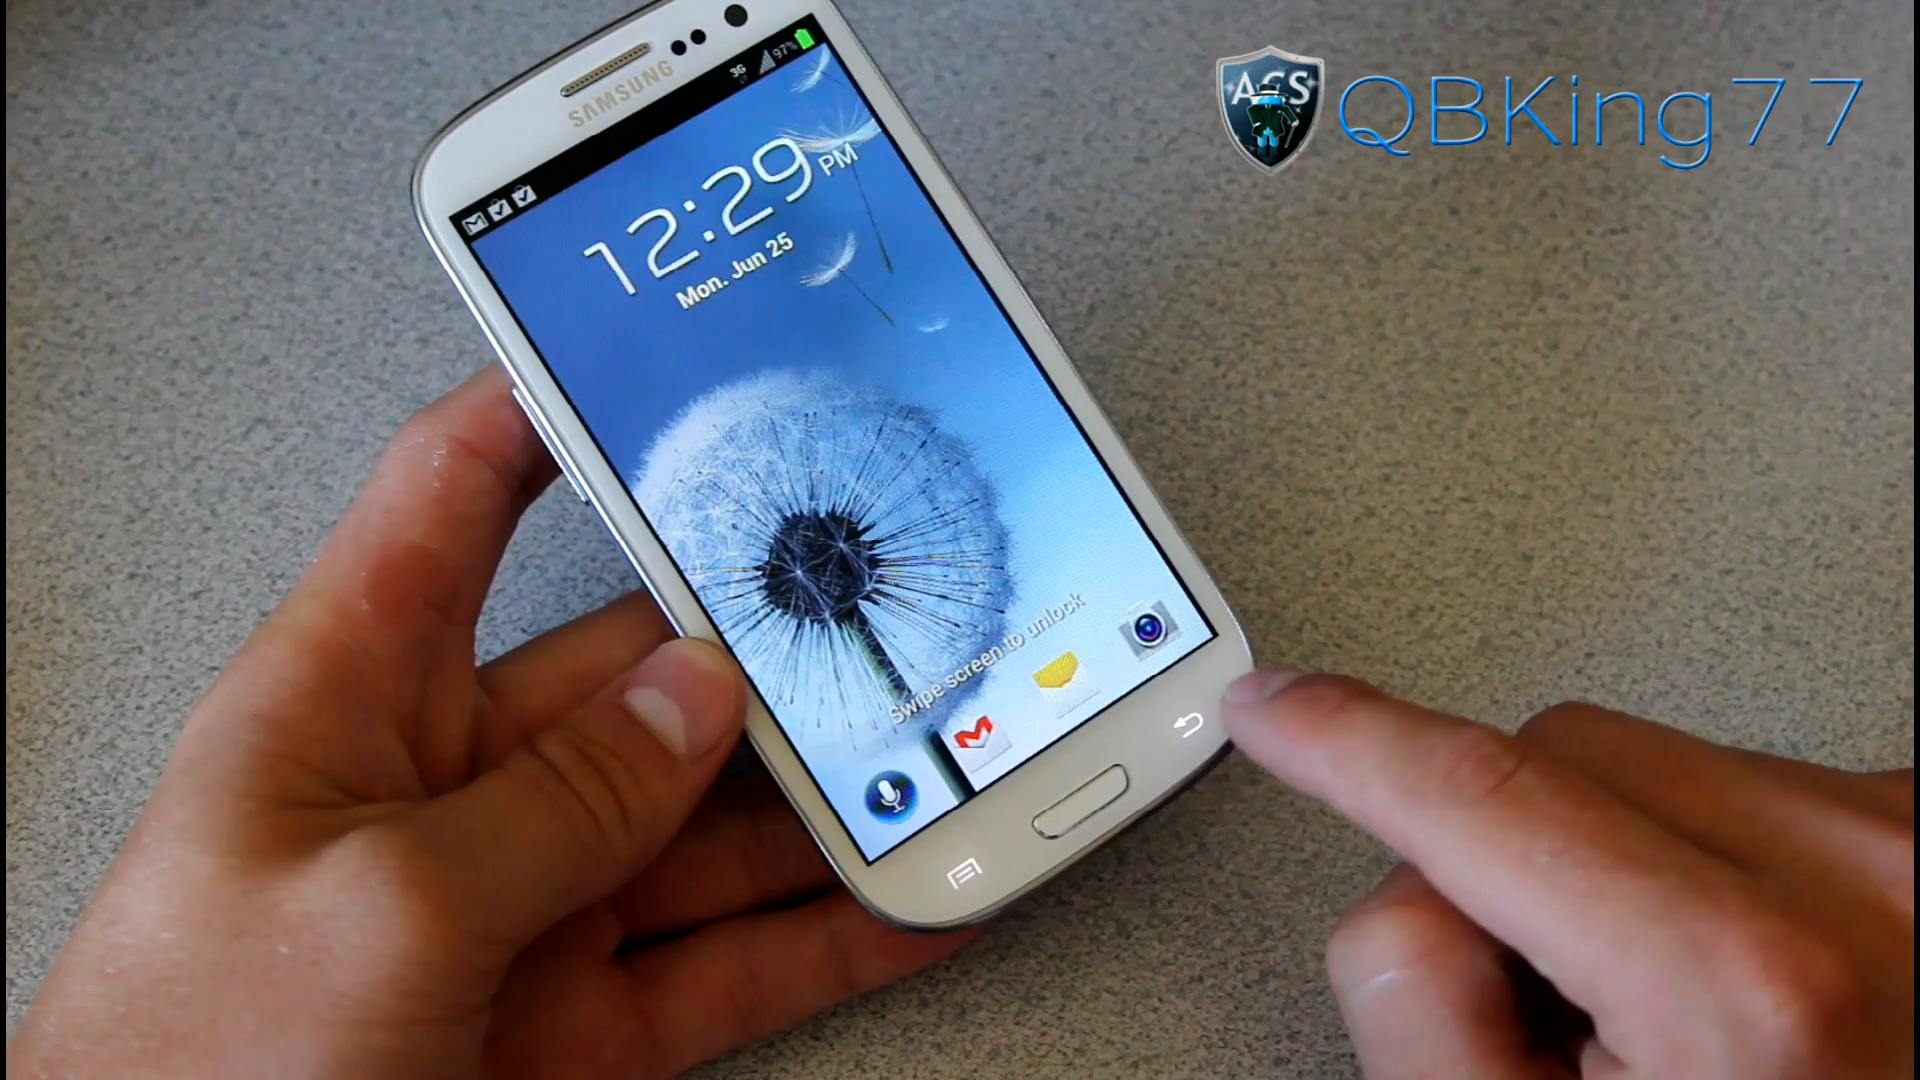 ACS
QBKing77
SAMSUNG
3G 97%
12:29 PM
Mon. Jun 25
Swipe screen to unlock